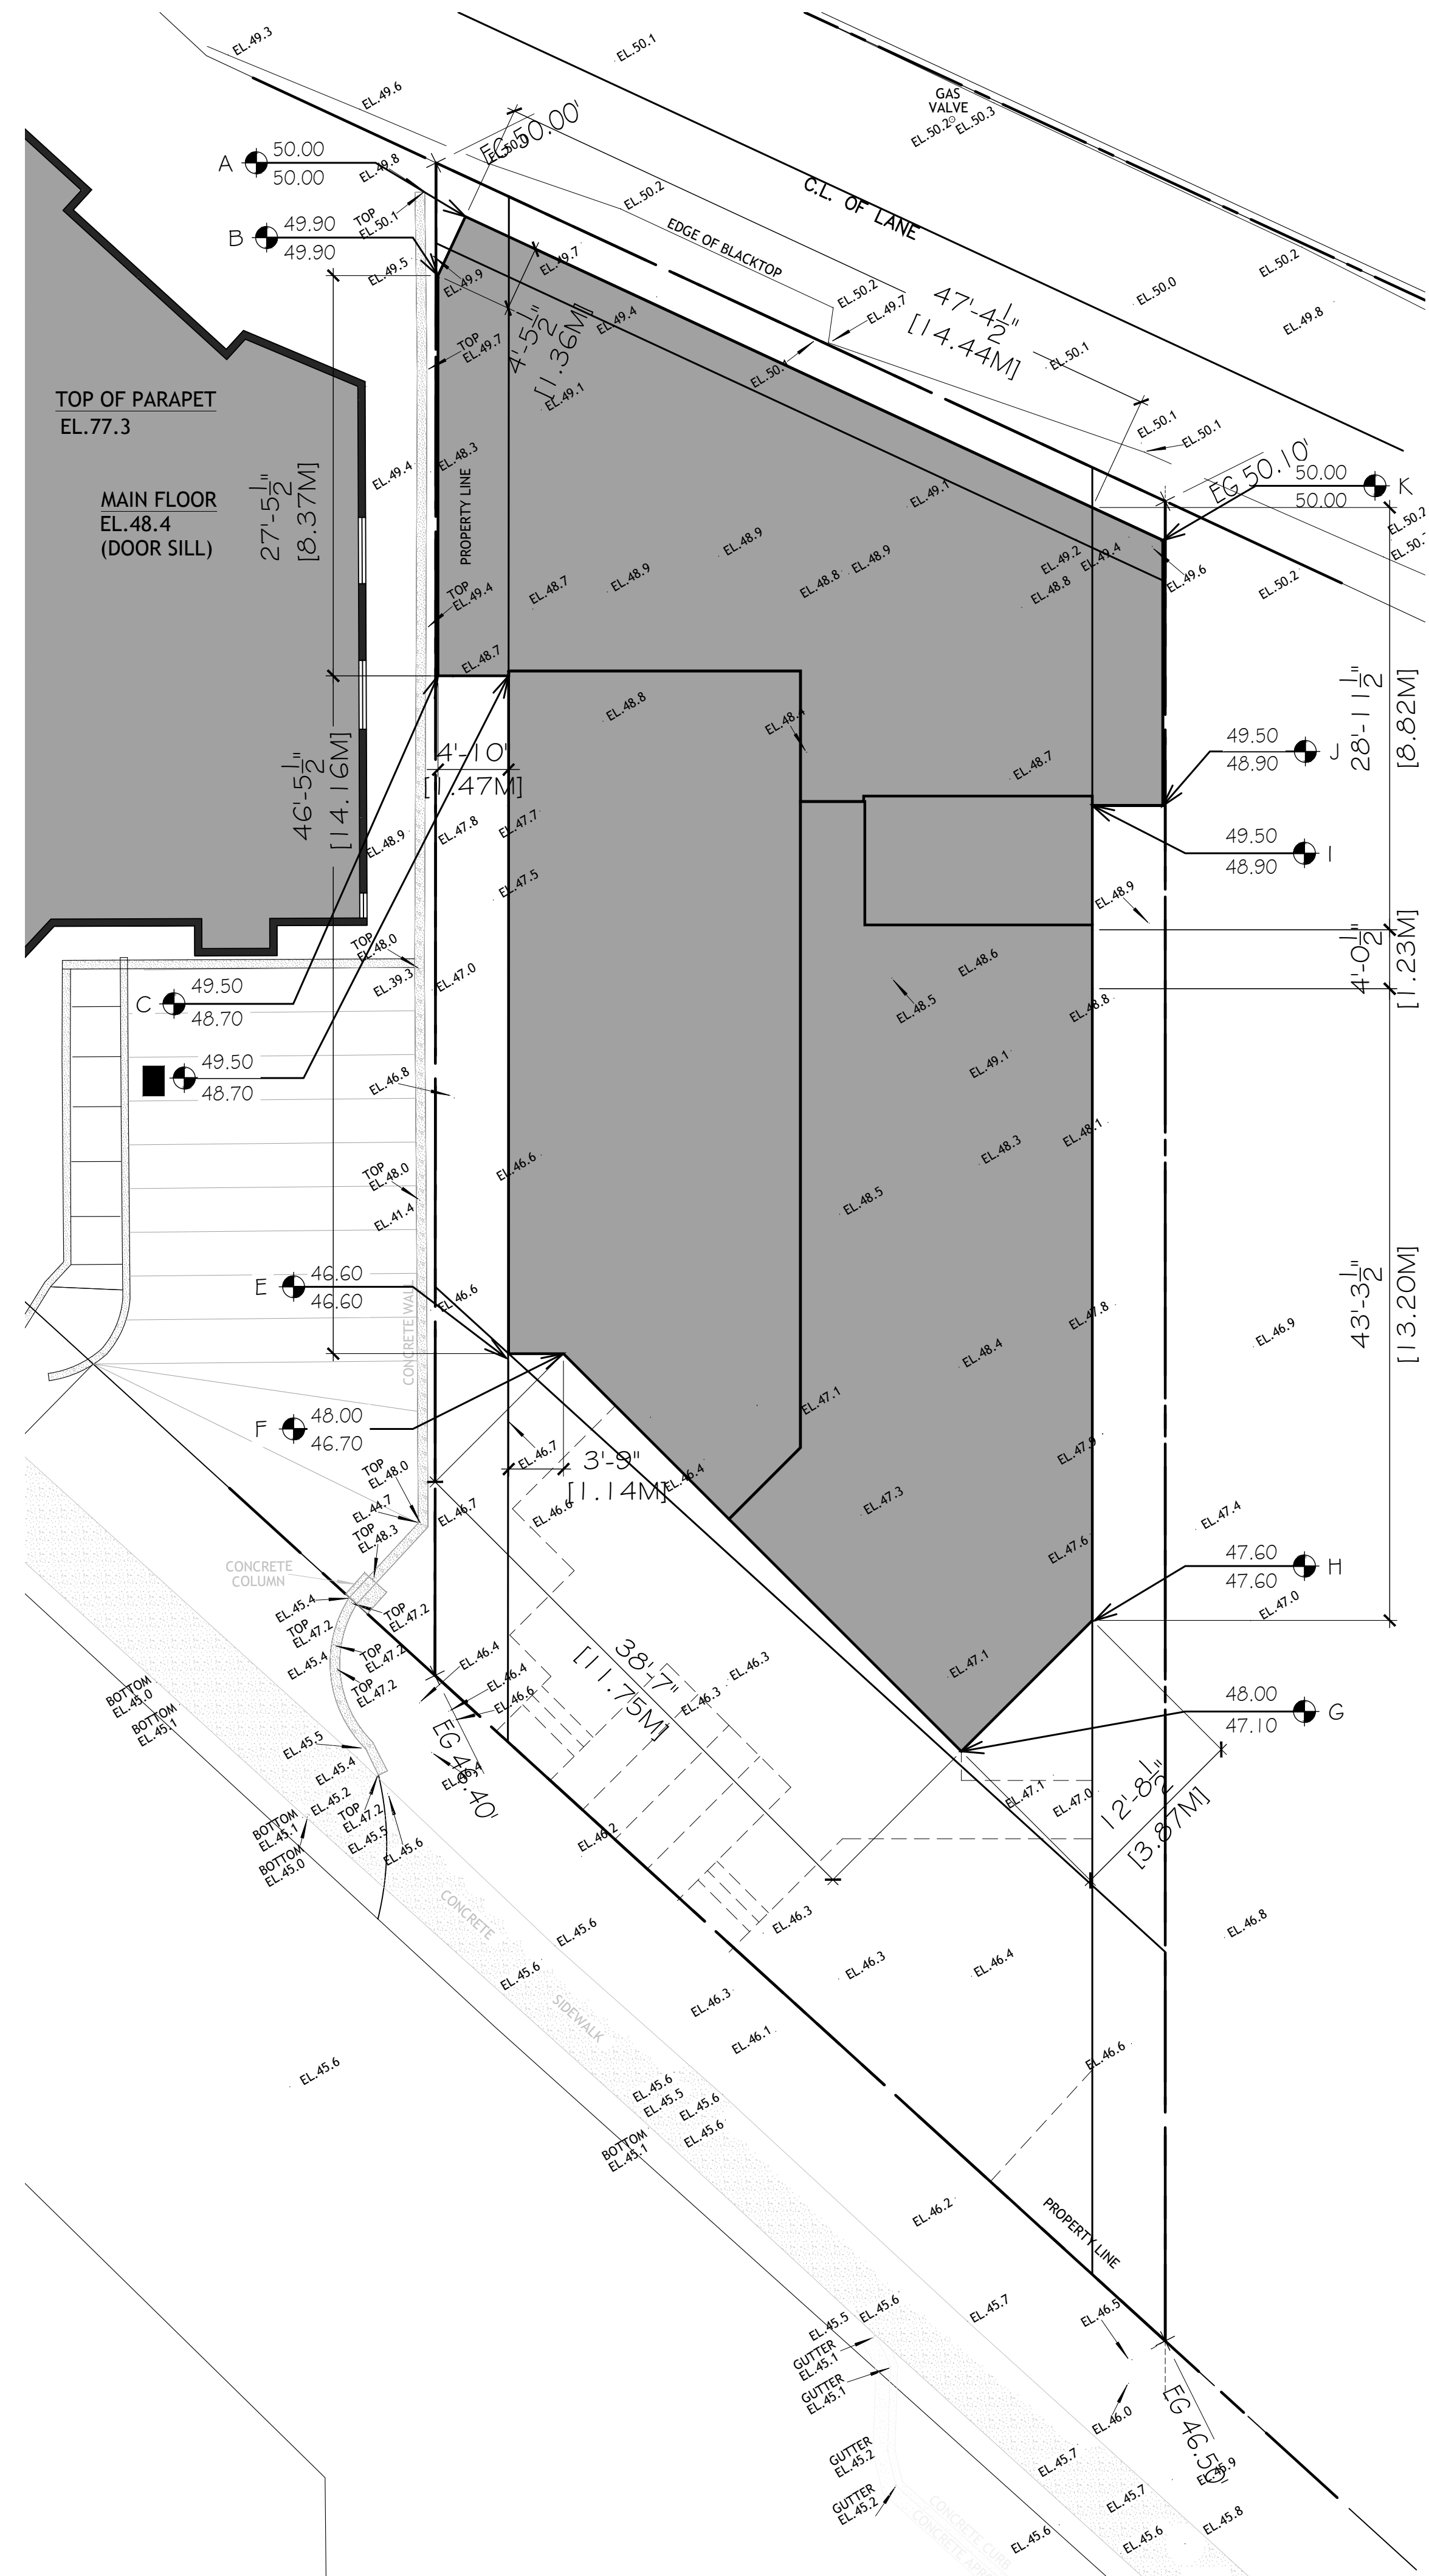 EL.49.3
EL.50.1
EL.49.6
GAS
VALVE
EL.50.2
EL.50.3
EG 50.00'
A
50.00
50.00
EL.49.8
EL.50.2
C.L. OF LANE
TOP
EL.50.1
B
49.90
49.90
EDGE OF BLACKTOP
EL.49.5
EL.49.9
EL.49.7
EL.50.2
EL.50.0
EL.50.2
EL.49.7
47'-4 1/2"
[14.44M]
EL.49.8
EL.49.4
TOP
EL.49.7
4'-5 1/2"
[1.36M]
EL.50.1
EL.50.1
EL.49.1
TOP OF PARAPET
EL.77.3
EL.50.1
EL.50.1
EL.48.3
EL.49.4
EG 50.10'
50.00
50.00
K
MAIN FLOOR
EL.48.4
(DOOR SILL)
27'-5 1/2"
[8.37M]
PROPERTY LINE
EL.49.1
EL.50.2
EL.48.9
EL.49.2
EL.49.4
EL.48.9
EL.48.8
EL.48.9
EL.48.7
EL.48.8
EL.49.6
EL.50.2
TOP
EL.49.4
EL.48.7
EL.48.8
EL.48.4
EL.48.7
49.50
48.90
J
28'-11 1/2"
[8.82M]
46'-5 1/2"
[14.16M]
4'-10"
[1.47M]
EL.48.9
EL.47.8
EL.47.7
49.50
48.90
I
EL.47.5
EL.48.9
TOP
EL.48.0
EL.39.3
EL.47.0
EL.48.6
EL.48.5
EL.48.8
4'-0 1/2"
[1.23M]
C
49.50
48.70
49.50
48.70
EL.46.8
EL.49.1
EL.48.1
EL.48.3
TOP
EL.48.0
EL.41.4
EL.46.6
EL.48.5
E
46.60
46.60
EL.46.6
CONCRETE WALL
EL.47.8
EL.46.9
EL.48.4
43'-3 1/2"
[13.20M]
F
48.00
46.70
EL.47.1
EL.46.7
3'-9"
[1.14M]
EL.46.4
EL.47.9
TOP
EL.48.0
EL.44.7
TOP
EL.48.3
EL.46.7
EL.46.6
EL.47.3
EL.47.4
EL.47.6
CONCRETE
COLUMN
47.60
47.60
H
EL.45.4
TOP
EL.47.2
TOP
EL.47.2
EL.47.0
EL.45.4
TOP
EL.47.2
TOP
EL.47.2
EL.46.4
EL.46.4
EL.46.6
38'-7"
[11.75M]
EL.46.3
EL.46.3
EL.47.1
48.00
47.10
G
BOTTOM
EL.45.0
BOTTOM
EL.45.1
EL.45.5
EL.45.4
EL.47.1
EL.47.0
12'-8 1/2"
[3.87M]
EL.45.2
TOP
EL.47.2
EL.45.5
EL.45.6
BOTTOM
EL.45.1
BOTTOM
EL.45.0
EL.46.2
CONCRETE
SIDEWALK
EL.45.6
EL.45.6
EL.46.3
EL.46.3
EL.46.4
EL.46.8
EL.46.3
EL.46.1
EL.46.6
EL.45.6
EL.45.6
EL.45.5
EL.45.6
EL.45.6
BOTTOM
EL.45.1
EL.46.2
PROPERTY LINE
EL.45.7
EL.46.5
EL.45.6
EL.45.5
GUTTER
EL.45.1
GUTTER
EL.45.1
EG 46.50'
EL.46.0
GUTTER
EL.45.2
EL.45.7
EL.45.9
GUTTER
EL.45.2
EL.45.7
EL.45.8
CONCRETE CURB
EL.45.6
EL.45.6